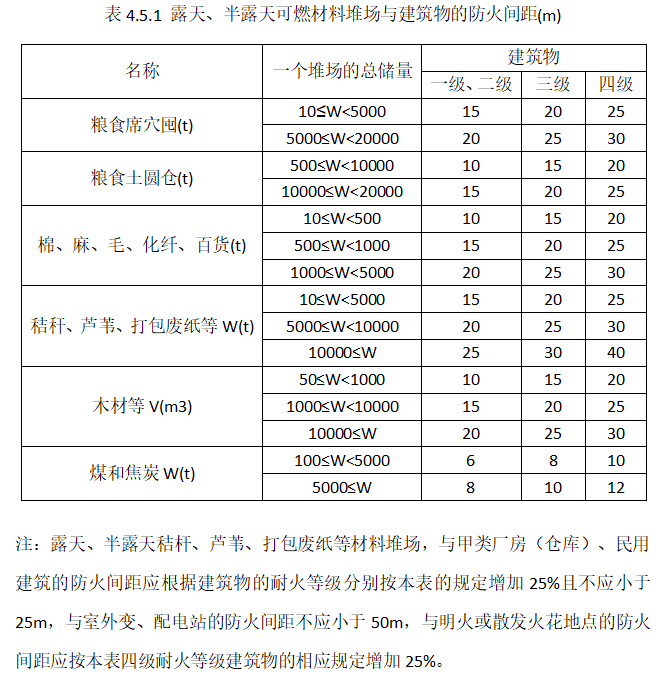 表 4.5.1 露天、半露天可燃材料堆场与建筑物的防火间距(m)
名称 一个堆场的总储量 建筑物
一级、二级 三级 四级
粮食席穴囤(t) 10≤W<5000 15 20 25
5000≤W<20000 20 25 30
粮食土圆仓(t) 500≤W<10000 10 15 20
10000≤W<20000 15 20 25
棉、麻、毛、化纤、百货(t) 10≤W<500 10 15 20
500≤W<1000 15 20 25
1000≤W<5000 20 25 30
秸秆、芦苇、打包废纸等 W(t) 10≤W<5000 15 20 25
5000≤W<10000 20 25 30
10000≤W 25 30 40
木材等 V(m3) 50≤W<1000 10 15 20
1000≤W<10000 15 20 25
10000≤W 20 25 30
煤和焦炭 W(t) 100≤W<5000 6 8 10
5000≤W 8 10 12
注：露天、半露天秸秆、芦苇、打包废纸等材料堆场，与甲类厂房（仓库）、民用
建筑的防火间距应根据建筑物的耐火等级分别按本表的规定增加 25%且不应小于
25m，与室外变、配电站的防火间距不应小于 50m，与明火或散发火花地点的防火
间距应按本表四级耐火等级建筑物的相应规定增加 25%。